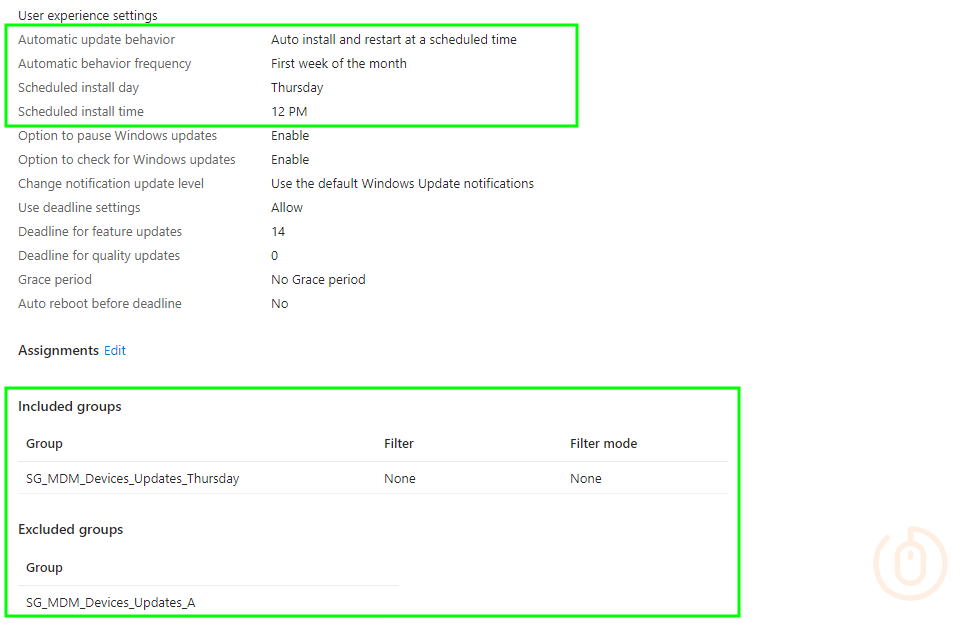 User experience settings
Automatic update behavior Auto install and restart at a scheduled time
Automatic behavior frequency First week of the month
Scheduled install day Thursday
Scheduled install time 12 PM
Option to pause Windows updates Enable
Option to check for Windows updates Enable
Change notification update level Use the default Windows Update notifications
Use deadline settings Allow
Deadline for feature updates 14
Deadline for quality updates 0
Grace period No Grace period
Auto reboot before deadline No
Assignments Edit
Included groups
Group Filter Filter mode
SG_MDM_Devices_Updates_Thursday None None
Excluded groups
Group
SG_MDM_Devices_Updates_A